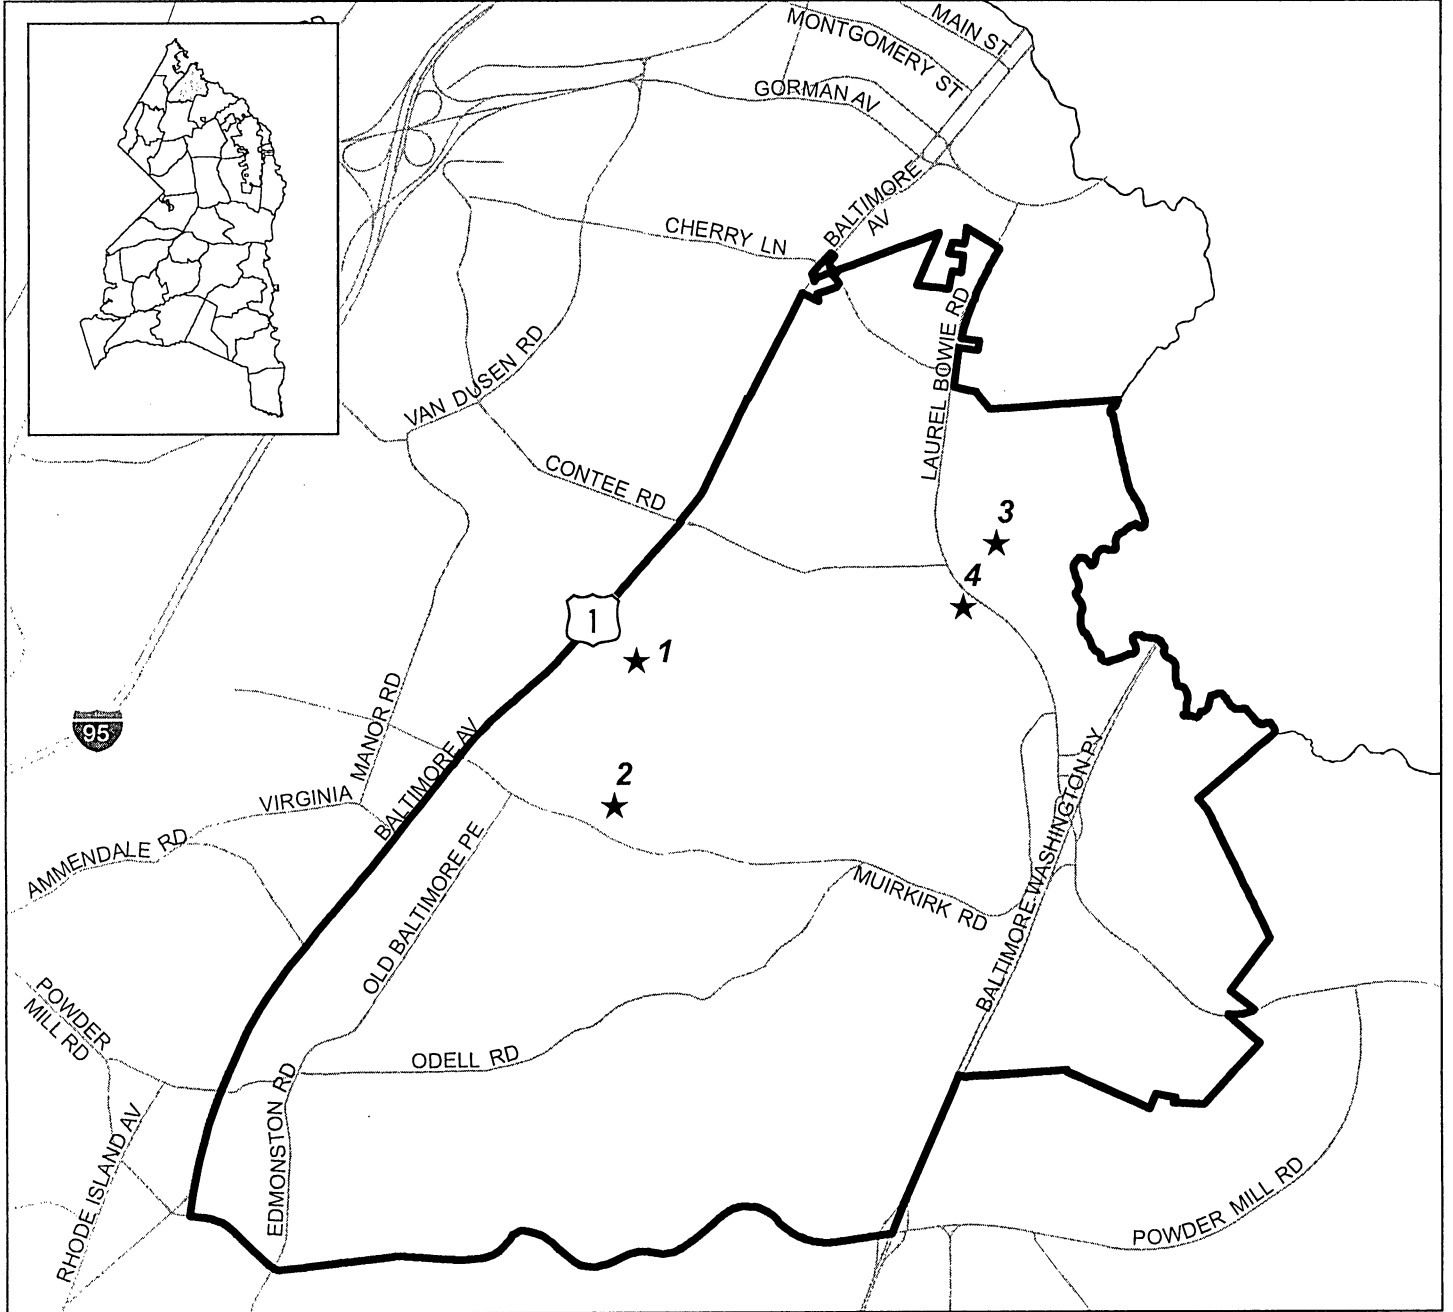 MAIN ST
MONTGOMERY ST
GORMAN AV
BALTIMORE
AV
CHERRY LN
LAUREL BOWIE RD
VAN DUSEN RD
CONTEE RD
3
4
1
1
95
MANOR RD
2
BALTIMORE AV
VIRGINIA
AMMENDALE RD
OLD BALTIMORE PE
MUIRKIRK RD
BALTIMORE WASHINGTON PY
POWDER
MILL RD
ODELL RD
EDMONSTON RD
RHODE ISLAND AV
POWDER MILL RD